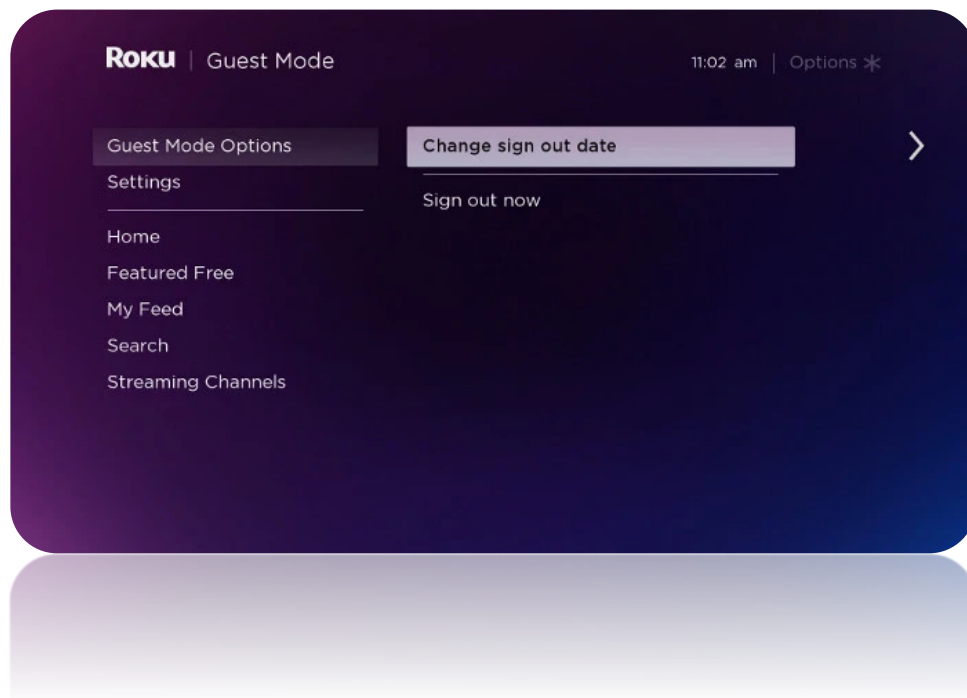 Roku | Guest Mode
11:02 am | Options *
Guest Mode Options
Settings
Home
Featured Free
My Feed
Search
Streaming Channels
Change sign out date
Sign out now